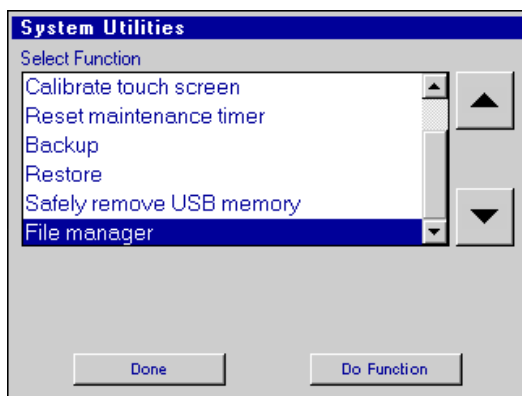 System Utilities
Select Function
Calibrate touch screen
Reset maintenance timer
Backup
Restore
Safely remove USB memory
File manager
Done
Do Function